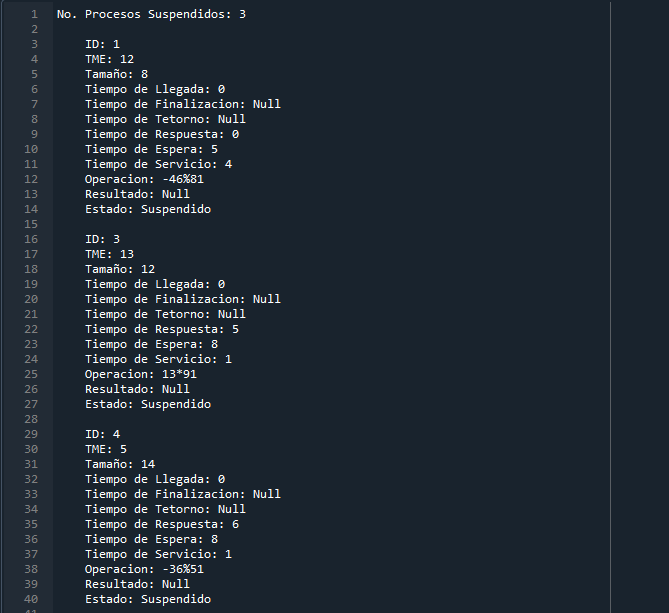 1 No. Procesos Suspendidos: 3
2
3 ID: 1
4 TME: 12
5 Tamaño: 8
6 Tiempo de Llegada: 0
7 Tiempo de Finalizacion: Null
8 Tiempo de Tetorno: Null
9 Tiempo de Respuesta: 0
10 Tiempo de Espera: 5
11 Tiempo de Servicio: 4
12 Operacion: -46%81
13 Resultado: Null
14 Estado: Suspendido
15
16 ID: 3
17 TME: 13
18 Tamaño: 12
19 Tiempo de Llegada: 0
20 Tiempo de Finalizacion: Null
21 Tiempo de Tetorno: Null
22 Tiempo de Respuesta: 5
23 Tiempo de Espera: 8
24 Tiempo de Servicio: 1
25 Operacion: 13*91
26 Resultado: Null
27 Estado: Suspendido
28
29 ID: 4
30 TME: 5
31 Tamaño: 14
32 Tiempo de Llegada: 0
33 Tiempo de Finalizacion: Null
34 Tiempo de Tetorno: Null
35 Tiempo de Respuesta: 6
36 Tiempo de Espera: 8
37 Tiempo de Servicio: 1
38 Operacion: -36%51
39 Resultado: Null
40 Estado: Suspendido